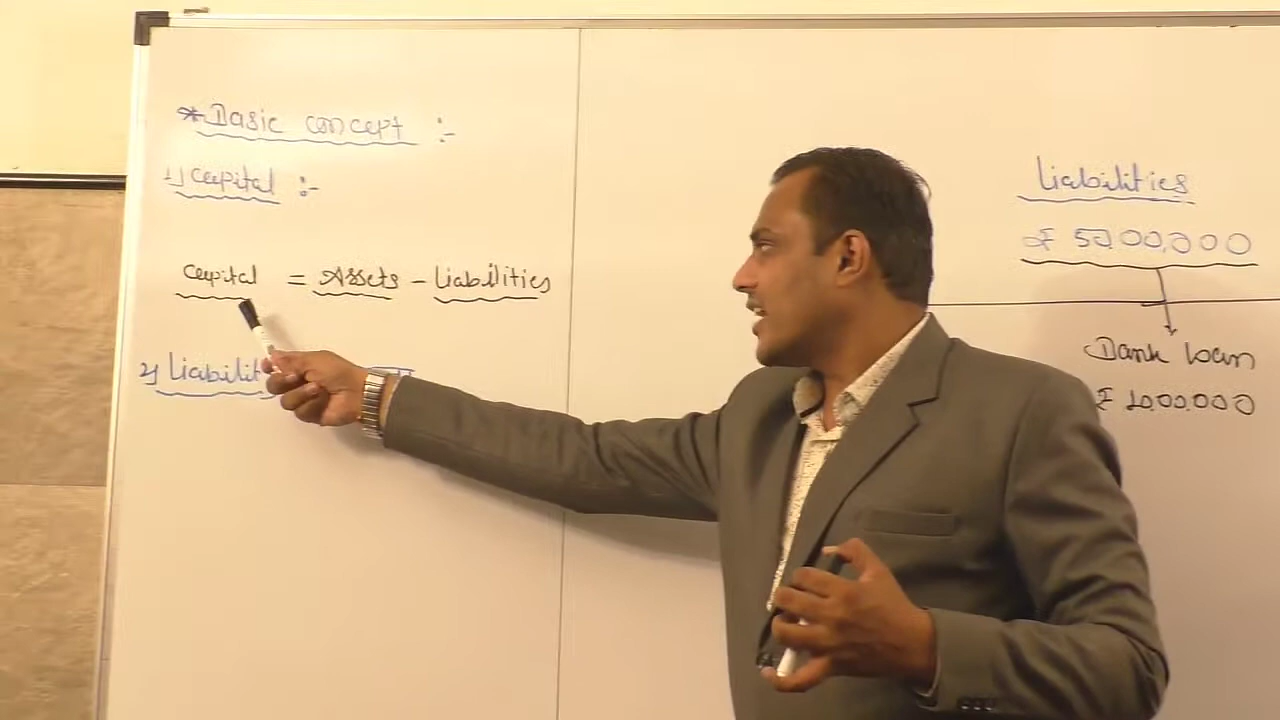 *Basic concept :-
1) Capital :-
Capital = Assets - Liabilities
2) Liabilit
Liabilities
₹ 50,00,000
Bank loan
₹ 10,00,000